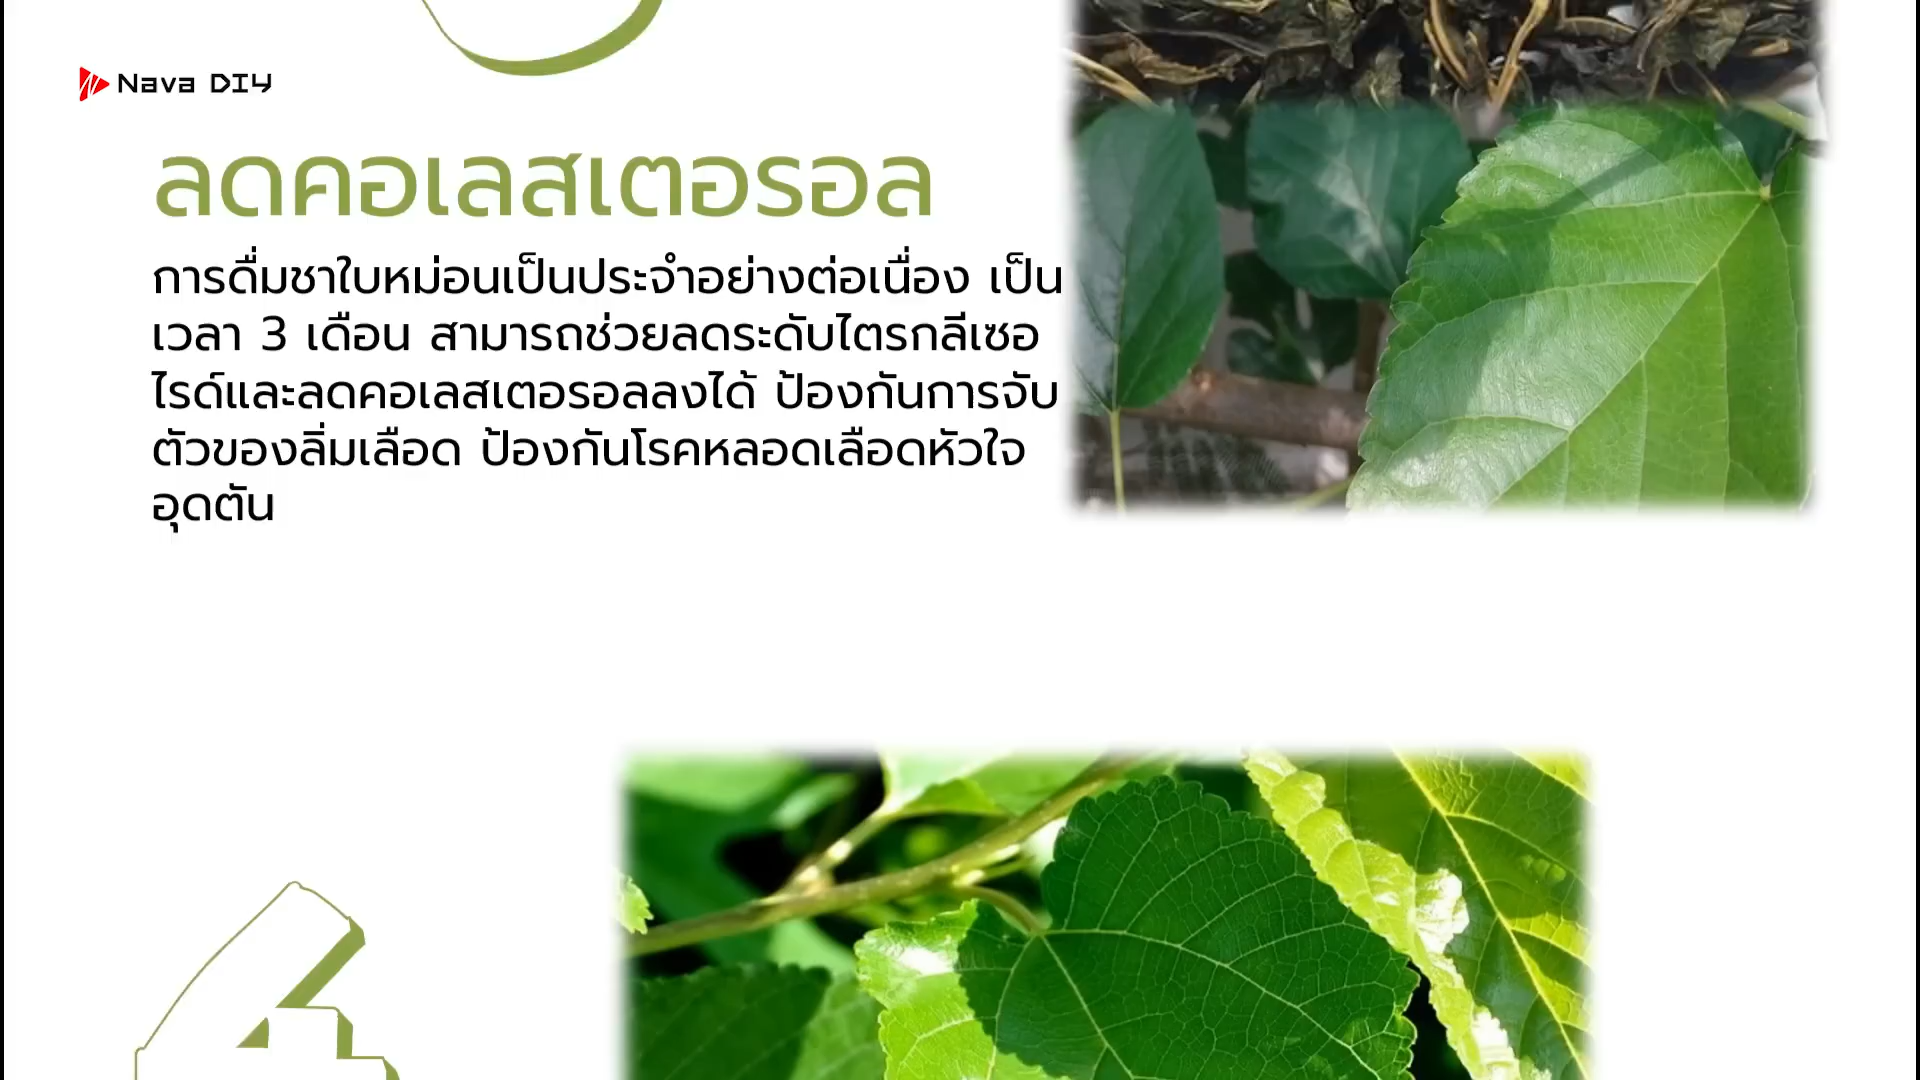 Nava DIY
ลดคอเลสเตอรอล
การดื่มชาใบหม่อนเป็นประจำอย่างต่อเนื่อง เป็น
เวลา 3 เดือน สามารถช่วยลดระดับไตรกลีเซอ
ไรด์และลดคอเลสเตอรอลลงได้ ป้องกันการจับ
ตัวของลิ่มเลือด ป้องกันโรคหลอดเลือดหัวใจ
อุดตัน
4